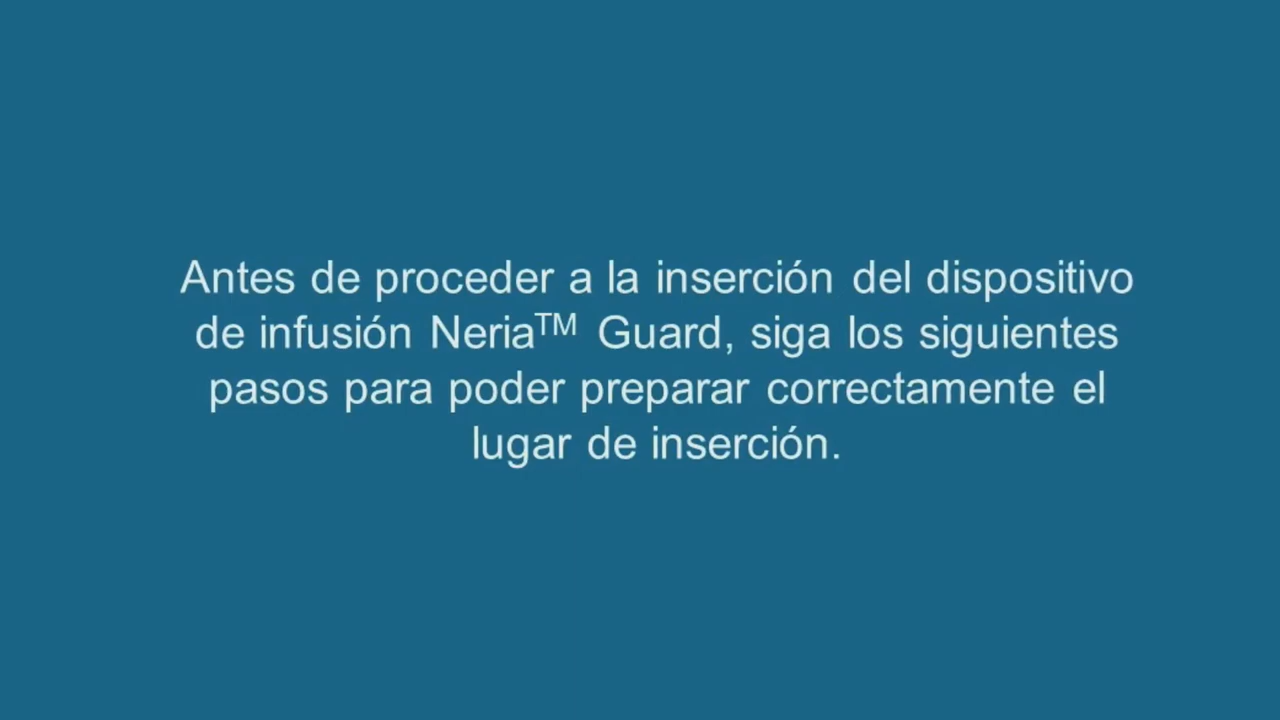 Antes de proceder a la inserción del dispositivo
de infusión Neria™ Guard, siga los siguientes
pasos para poder preparar correctamente el
lugar de inserción.